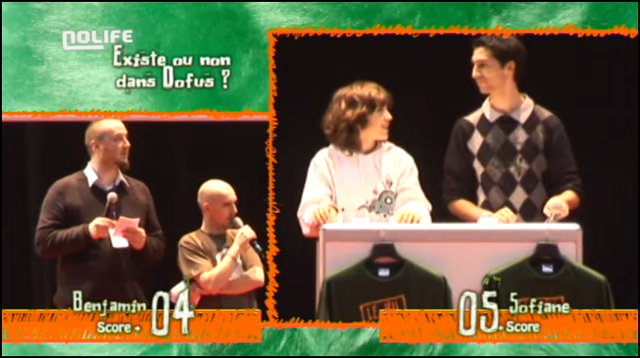 NOLIFE
Existe ou non
dans Dofus ?
Benjamin
Score - 04
05 Sofiane
- Score